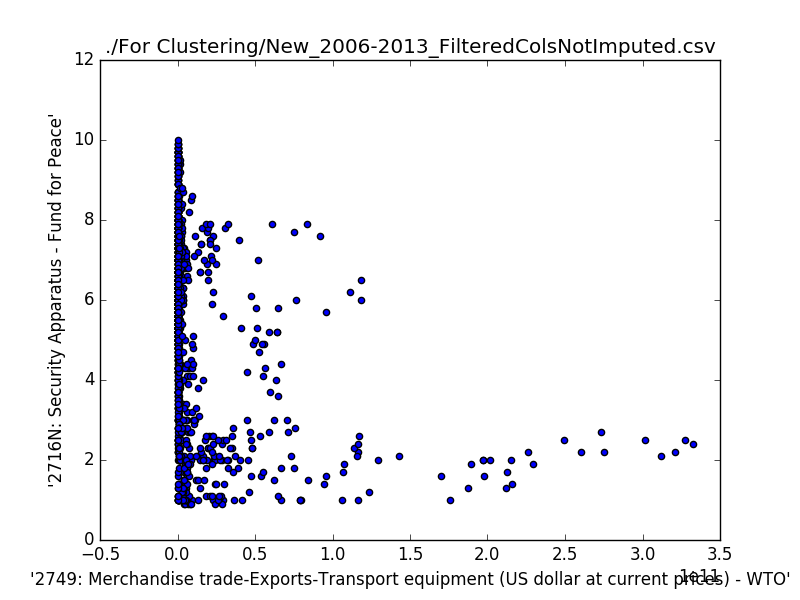 ./For Clustering/New_2006-2013_FilteredColsNotImputed.csv
'2716N: Security Apparatus - Fund for Peace'
12
10
8
6
4
2
0
−0.5 0.0 0.5 1.0 1.5 2.0 2.5 3.0 3.5
1e11
'2749: Merchandise trade-Exports-Transport equipment (US dollar at current prices) - WTO'